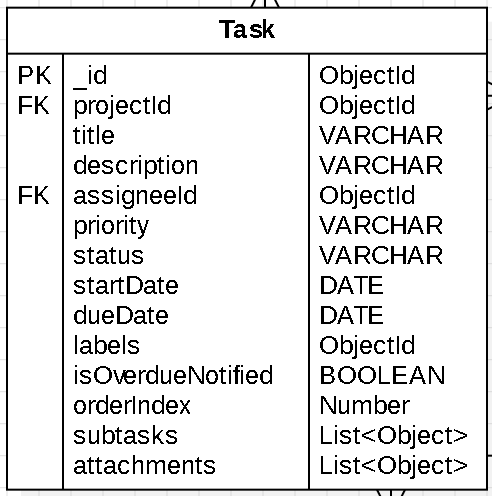 Task
PK _id ObjectId
FK projectId ObjectId
title VARCHAR
description VARCHAR
FK assigneeId ObjectId
priority VARCHAR
status VARCHAR
startDate DATE
dueDate DATE
labels ObjectId
isOverdueNotified BOOLEAN
orderIndex Number
subtasks List<Object>
attachments List<Object>